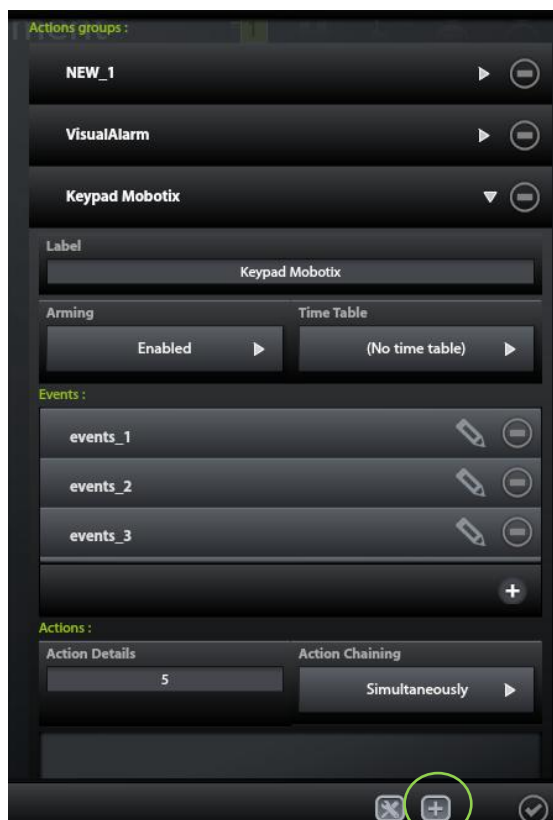 Actions groups :
NEW_1
VisualAlarm
Keypad Mobotix
Label
Keypad Mobotix
Arming Time Table
Enabled (No time table)
Events :
events_1
events_2
events_3
Actions :
Action Details Action Chaining
5 Simultaneously